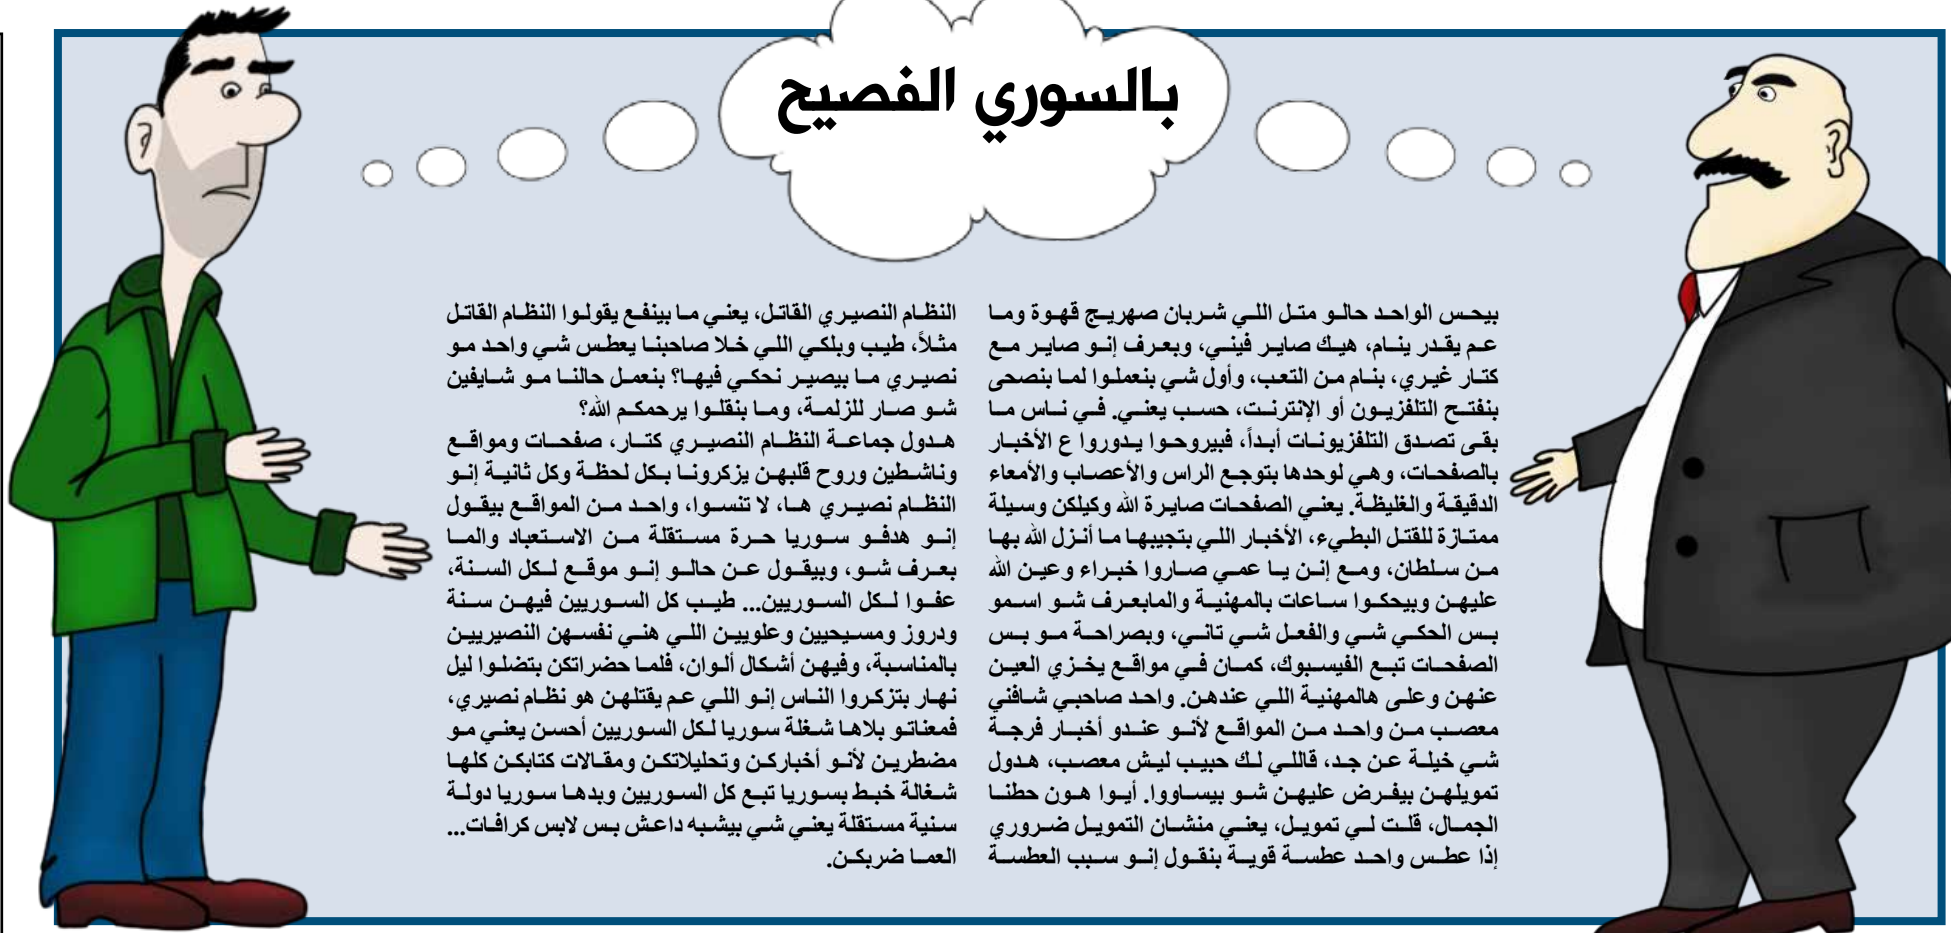 بالسوري الفصيح
بيحس الواحد حالو متل اللي شربان صهريج قهوة وما
عم يقدر ينام، هيك صاير فيني، وبعرف إنو صاير مع
كتار غيري، بنام من التعب، وأول شي بنعملوا لما بنصحى
بنفتح التلفزيون أو الإنترنت، حسب يعني. في ناس ما
بقى تصدق التلفزيونات أبداً، فبيروحوا يدوروا ع الأخبار
بالصفحات، وهي لوحدها بتوجع الراس والأعصاب والأمعاء
الدقيقة والغليظة. يعني الصفحات صايرة الله وكيلكن وسيلة
ممتازة للقتل البطيء، الأخبار اللي بتجيبها ما أنزل الله بها
من سلطان، ومع إنن يا عمي صاروا خبراء وعين الله
عليهن وبيحكوا ساعات بالمهنية والمابعرف شو اسمو
بس الحكي شي والفعل شي تاني، وبصراحة مو بس
الصفحات تبع الفيسبوك، كمان في مواقع يخزي العين
عنهن وعلى هالمهنية اللي عندهن. واحد صاحبي شافني
معصب من واحد من المواقع لأنو عندو أخبار فرجة
شي خيلة عن جد، قاللي لك حبيب ليش معصب، هدول
تمويلهن بيفرض عليهن شو بيساووا. أيوا هون حطنا
الجمال، قلت لي تمويل، يعني منشان التمويل ضروري
إذا عطس واحد عطسة قوية بنقول إنو سبب العطسة
النظام النصيري القاتل، يعني ما بينفع يقولوا النظام القاتل
مثلاً، طيب وبلكي اللي خلا صاحبنا يعطس شي واحد مو
نصيري ما بيصير نحكي فيها؟ بنعمل حالنا مو شايفين
شو صار للزلمة، وما بنقلوا يرحمكم الله؟
هدول جماعة النظام النصيري كتار، صفحات ومواقع
وناشطين وروح قلبهن يزكرونا بكل لحظة وكل ثانية إنو
النظام نصيري ها، لا تنسوا، واحد من المواقع بيقول
إنو هدفو سوريا حرة مستقلة من الاستعباد والما
بعرف شو، وبيقول عن حالو إنو موقع لكل السنة،
عفوا لكل السوريين... طيب كل السوريين فيهن سنة
ودروز ومسيحيين وعلويين اللي هني نفسهن النصيريين
بالمناسبة، وفيهن أشكال ألوان، فلما حضراتكن بتضلوا ليل
نهار بتزكروا الناس إنو اللي عم يقتلهن هو نظام نصيري،
فمعناتو بلاها شغلة سوريا لكل السوريين أحسن يعني مو
مضطرين لأنو أخباركن وتحليلاتكن ومقالات كتابكن كلها
شغالة خبط بسوريا تبع كل السوريين وبدها سوريا دولة
سنية مستقلة يعني شي بيشبه داعش بس لابس كرافات...
العما ضربكن.